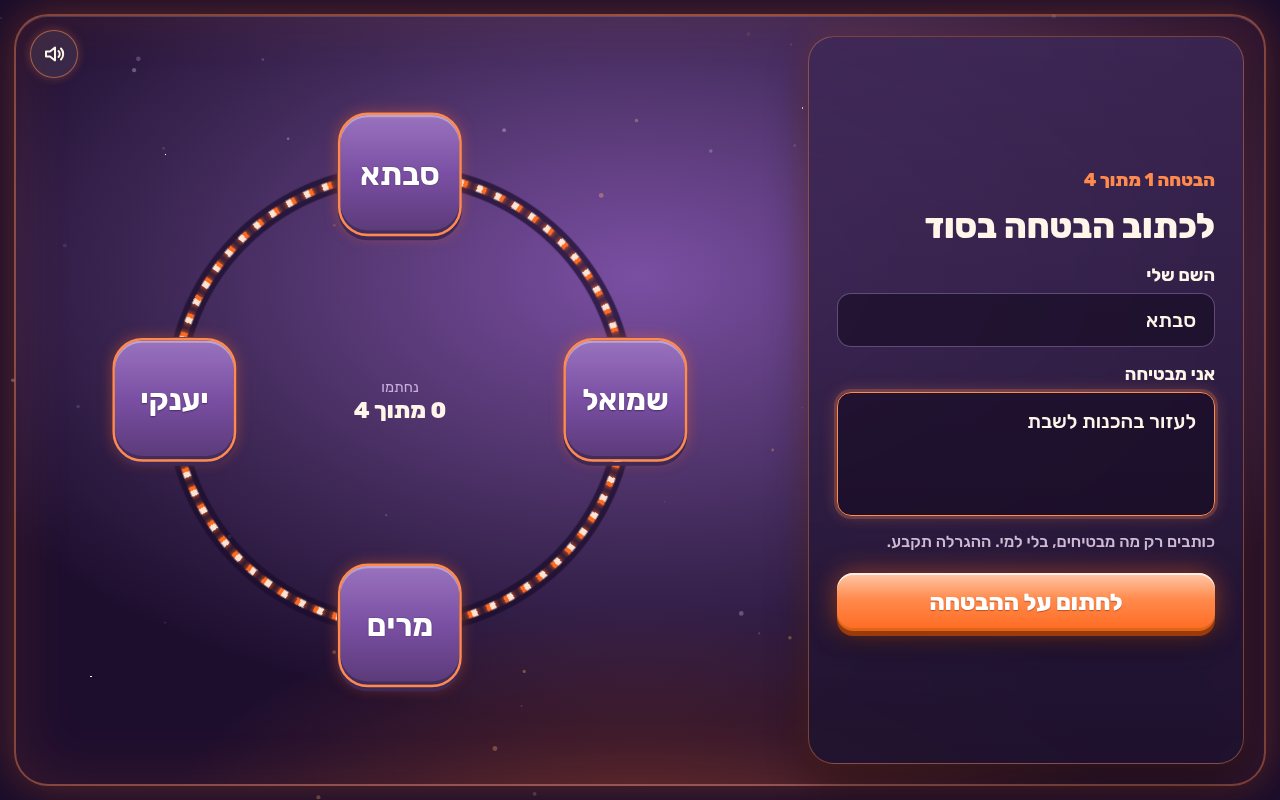 הבטחה 1 מתוך 4
לכתוב הבטחה בסוד
השם שלי
סבתא
אני מבטיחה
לעזור בהכנות לשבת
כותבים רק מה מבטיחים, בלי למי. ההגרלה תקבע.
לחתום על ההבטחה
סבתא
שמואל
יענקי
נחתמו
0 מתוך 4
מרים